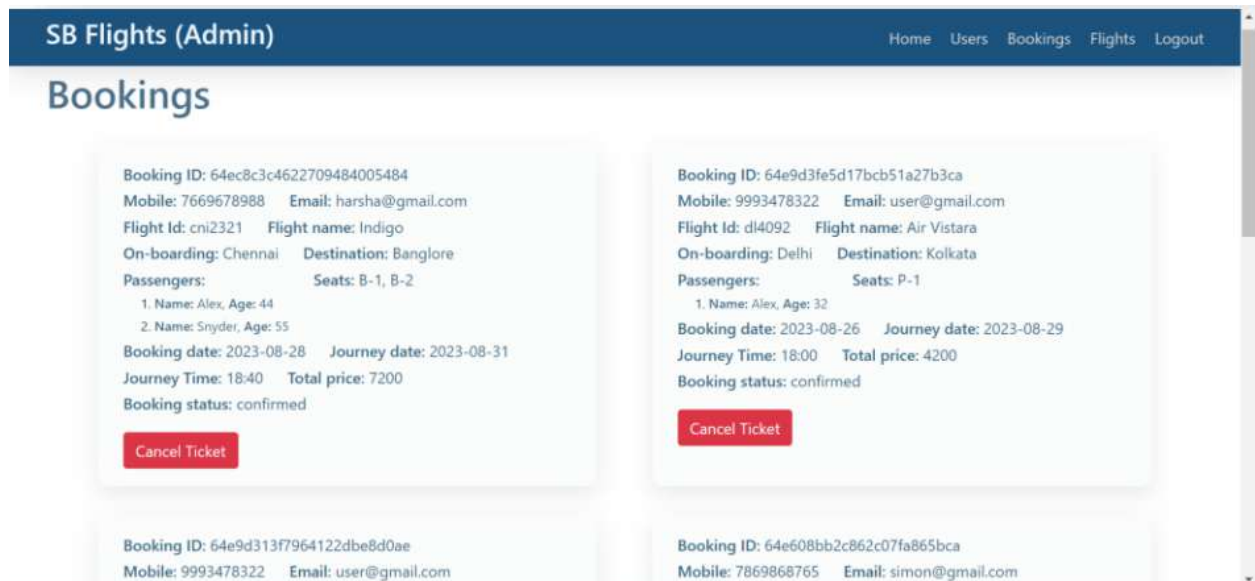 SB Flights (Admin)
Home Users Bookings Flights Logout
Bookings
Booking ID: 64ec8c3c4622709484005484
Mobile: 7669678988 Email: harsha@gmail.com
Flight Id: cni2321 Flight name: Indigo
On-boarding: Chennai Destination: Banglore
Passengers: Seats: B-1, B-2
1. Name: Alex, Age: 44
2. Name: Snyder, Age: 55
Booking date: 2023-08-28 Journey date: 2023-08-31
Journey Time: 18:40 Total price: 7200
Booking status: confirmed
Cancel Ticket
Booking ID: 64e9d3fe5d17bcb51a27b3ca
Mobile: 9993478322 Email: user@gmail.com
Flight Id: dl4092 Flight name: Air Vistara
On-boarding: Delhi Destination: Kolkata
Passengers: Seats: P-1
1. Name: Alex, Age: 32
Booking date: 2023-08-26 Journey date: 2023-08-29
Journey Time: 18:00 Total price: 4200
Booking status: confirmed
Cancel Ticket
Booking ID: 64e9d313f7964122dbe8d0ae
Mobile: 9993478322 Email: user@gmail.com
Booking ID: 64e608bb2c862c07fa865bca
Mobile: 7869868765 Email: simon@gmail.com